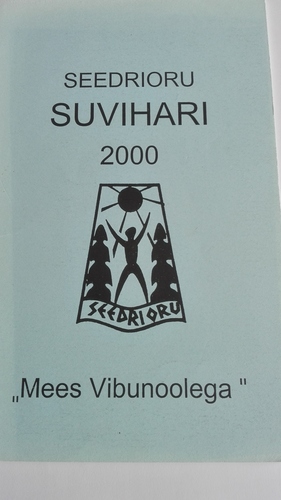 SEEDRIORU
SUVIHARI
2000
SEEDRIORU
„Mees Vibunoolega"